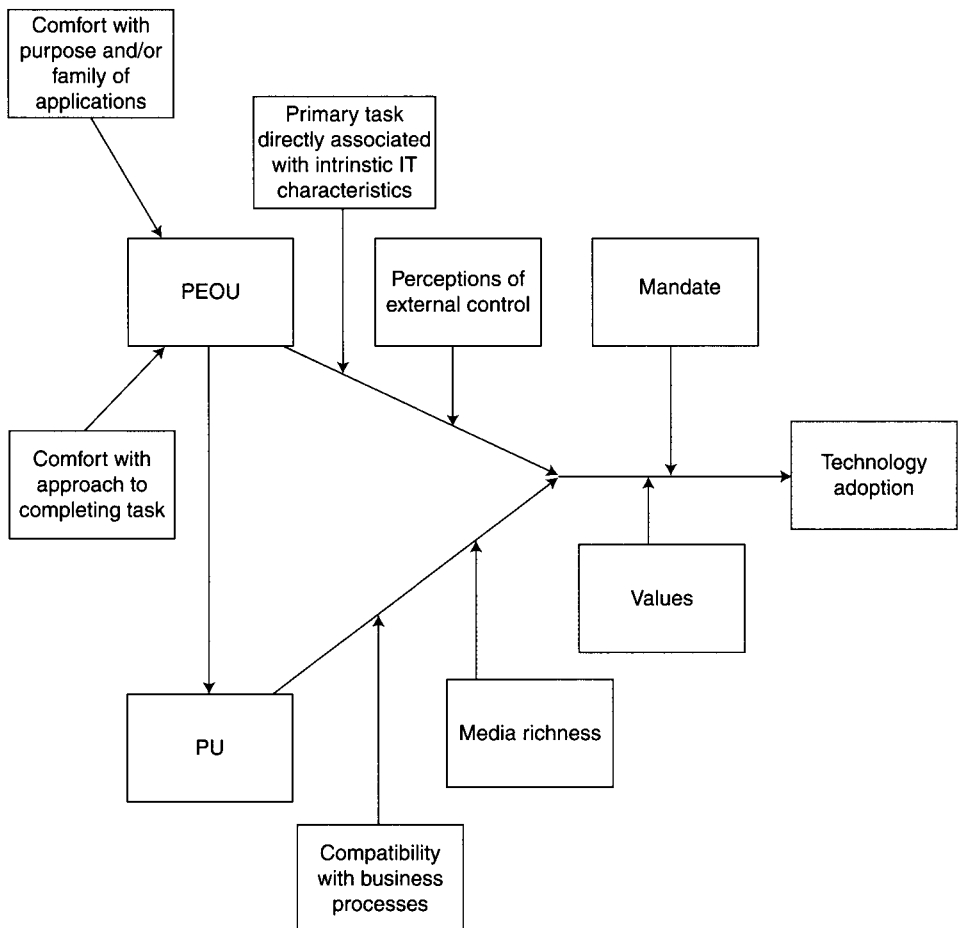 Comfort with
purpose and/or
family of
applications
Primary task
directly associated
with intrinstic IT
characteristics
PEOU
Perceptions of
external control
Mandate
Comfort with
approach to
completing task
Technology
adoption
Values
PU
Media richness
Compatibility
with business
processes